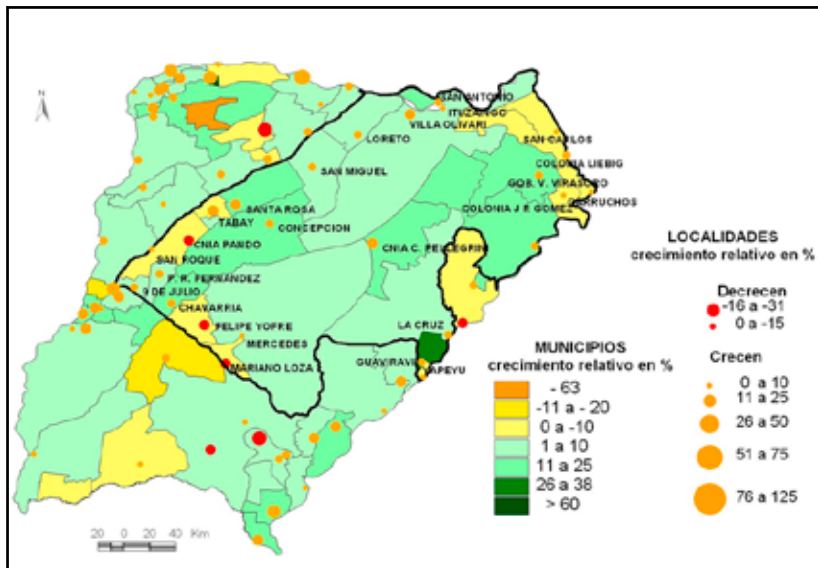 N
SAN ANTONIO
ITUZAINGO
VILLA OLIVARI
SAN CARLOS
LORETO
COLONIA LIEBIG
SAN MIGUEL
GOB. V. VIRASORO
GARRUCHOS
SANTA ROSA
COLONIA J P. GOMEZ
TABAY
CONCEPCION
CNIA PANDO
CNIA C. PELLEGRINI
SAN ROQUE
P. R. FERNANDEZ
9 DE JULIO
CHAVARRIA
FELIPE YOFRE
LA CRUZ
MERCEDES
GUAVIRAVI
YAPEYU
MARIANO LOZA
LOCALIDADES
crecimiento relativo en %
Decrecen
-16 a -31
0 a -15
Crecen
0 a 10
11 a 25
26 a 50
51 a 75
76 a 125
MUNICIPIOS
crecimiento relativo en %
- 63
-11 a - 20
0 a -10
1 a 10
11 a 25
26 a 38
> 60
20 0 20 40 Km